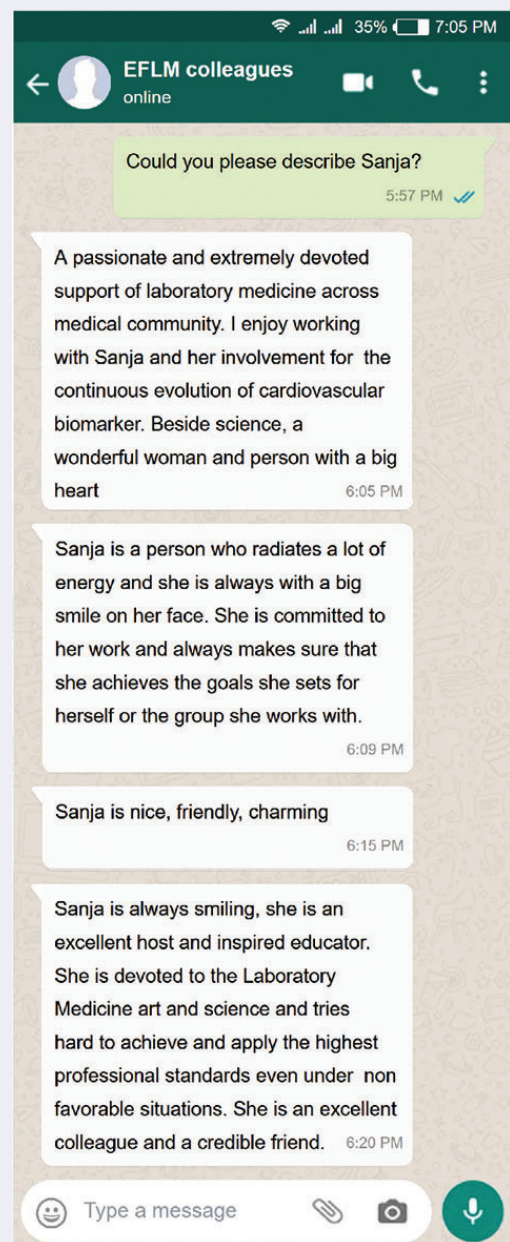 35% 7:05 PM
EFLM colleagues
online
Could you please describe Sanja?
5:57 PM
A passionate and extremely devoted
support of laboratory medicine across
medical community. I enjoy working
with Sanja and her involvement for the
continuous evolution of cardiovascular
biomarker. Beside science, a
wonderful woman and person with a big
heart 6:05 PM
Sanja is a person who radiates a lot of
energy and she is always with a big
smile on her face. She is committed to
her work and always makes sure that
she achieves the goals she sets for
herself or the group she works with.
6:09 PM
Sanja is nice, friendly, charming
6:15 PM
Sanja is always smiling, she is an
excellent host and inspired educator.
She is devoted to the Laboratory
Medicine art and science and tries
hard to achieve and apply the highest
professional standards even under non
favorable situations. She is an excellent
colleague and a credible friend. 6:20 PM
Type a message